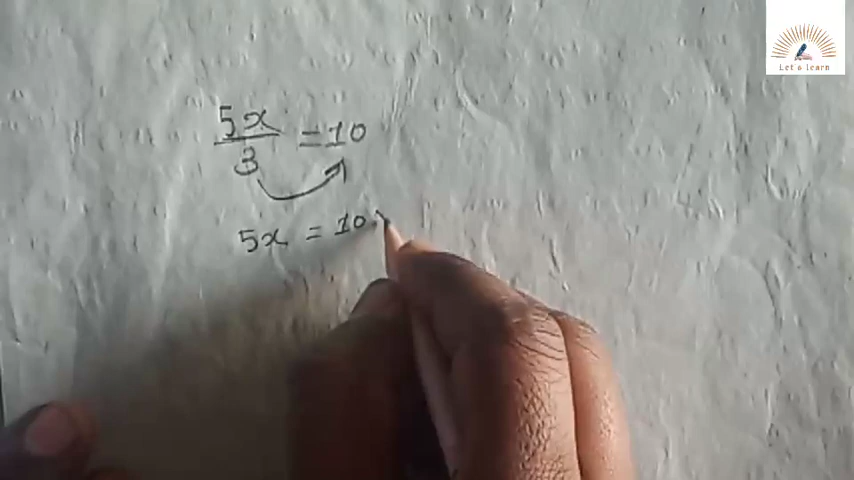 Let's learn
5x/3 = 10
5x = 10